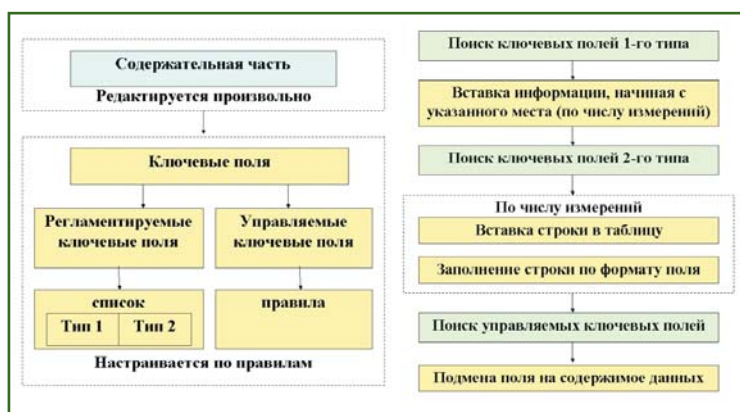 Содержательная часть
Редактируется произвольно
Ключевые поля
Регламентируемые
ключевые поля
Управляемые
ключевые поля
список
Тип 1
Тип 2
правила
Настраивается по правилам
Поиск ключевых полей 1-го типа
Вставка информации, начиная с
указанного места (по числу измерений)
Поиск ключевых полей 2-го типа
По числу измерений
Вставка строки в таблицу
Заполнение строки по формату поля
Поиск управляемых ключевых полей
Подмена поля на содержимое данных